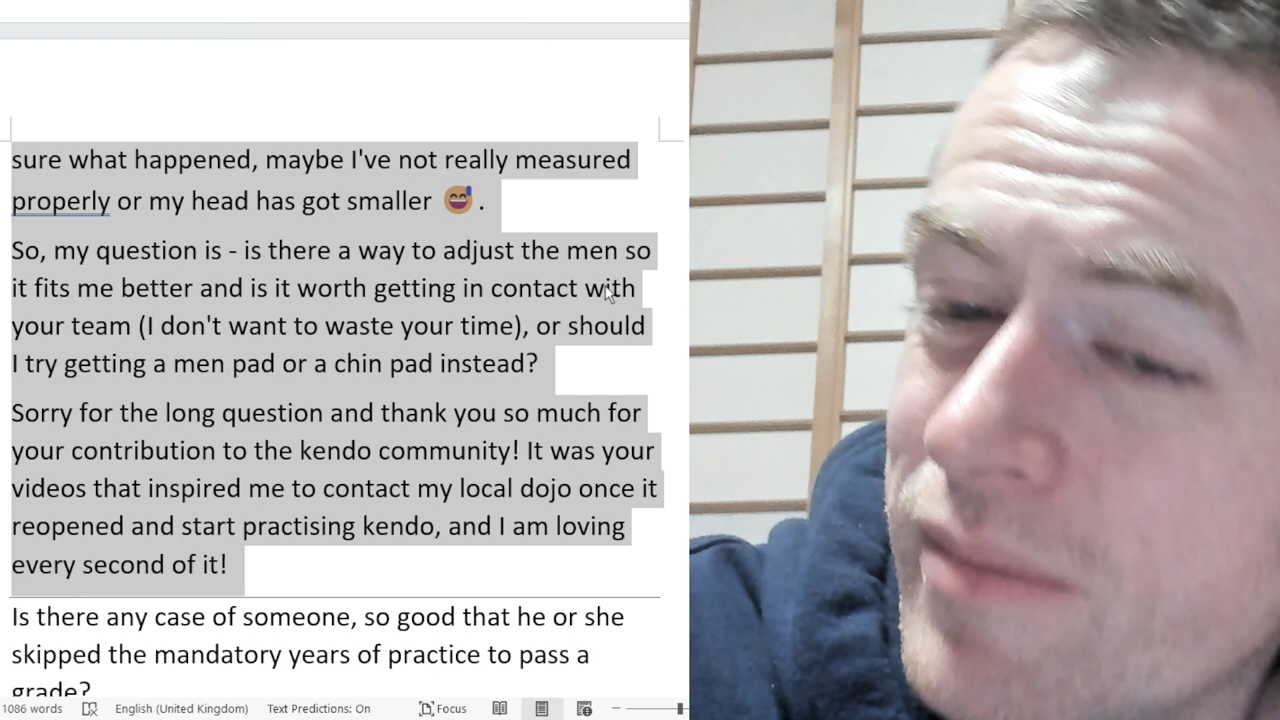 sure what happened, maybe I've not really measured
properly or my head has got smaller 😅.
So, my question is - is there a way to adjust the men so
it fits me better and is it worth getting in contact with
your team (I don't want to waste your time), or should
I try getting a men pad or a chin pad instead?
Sorry for the long question and thank you so much for
your contribution to the kendo community! It was your
videos that inspired me to contact my local dojo once it
reopened and start practising kendo, and I am loving
every second of it!
Is there any case of someone, so good that he or she
skipped the mandatory years of practice to pass a
grade?
1086 words English (United Kingdom) Text Predictions: On Focus